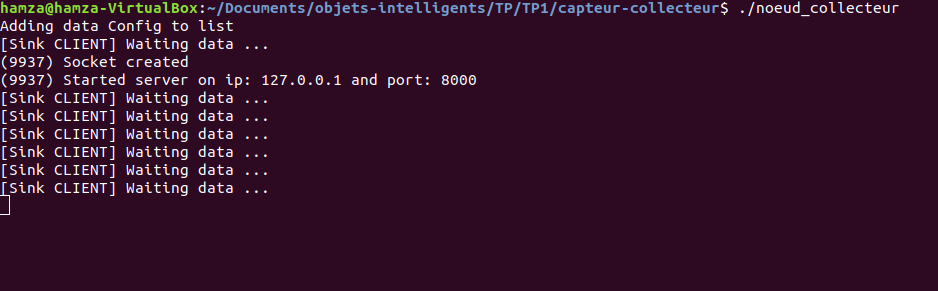 hamza@hamza-VirtualBox:~/Documents/objets-intelligents/TP/TP1/capteur-collecteur$ ./noeud_collecteur
Adding data Config to list
[Sink CLIENT] Waiting data ...
(9937) Socket created
(9937) Started server on ip: 127.0.0.1 and port: 8000
[Sink CLIENT] Waiting data ...
[Sink CLIENT] Waiting data ...
[Sink CLIENT] Waiting data ...
[Sink CLIENT] Waiting data ...
[Sink CLIENT] Waiting data ...
[Sink CLIENT] Waiting data ...